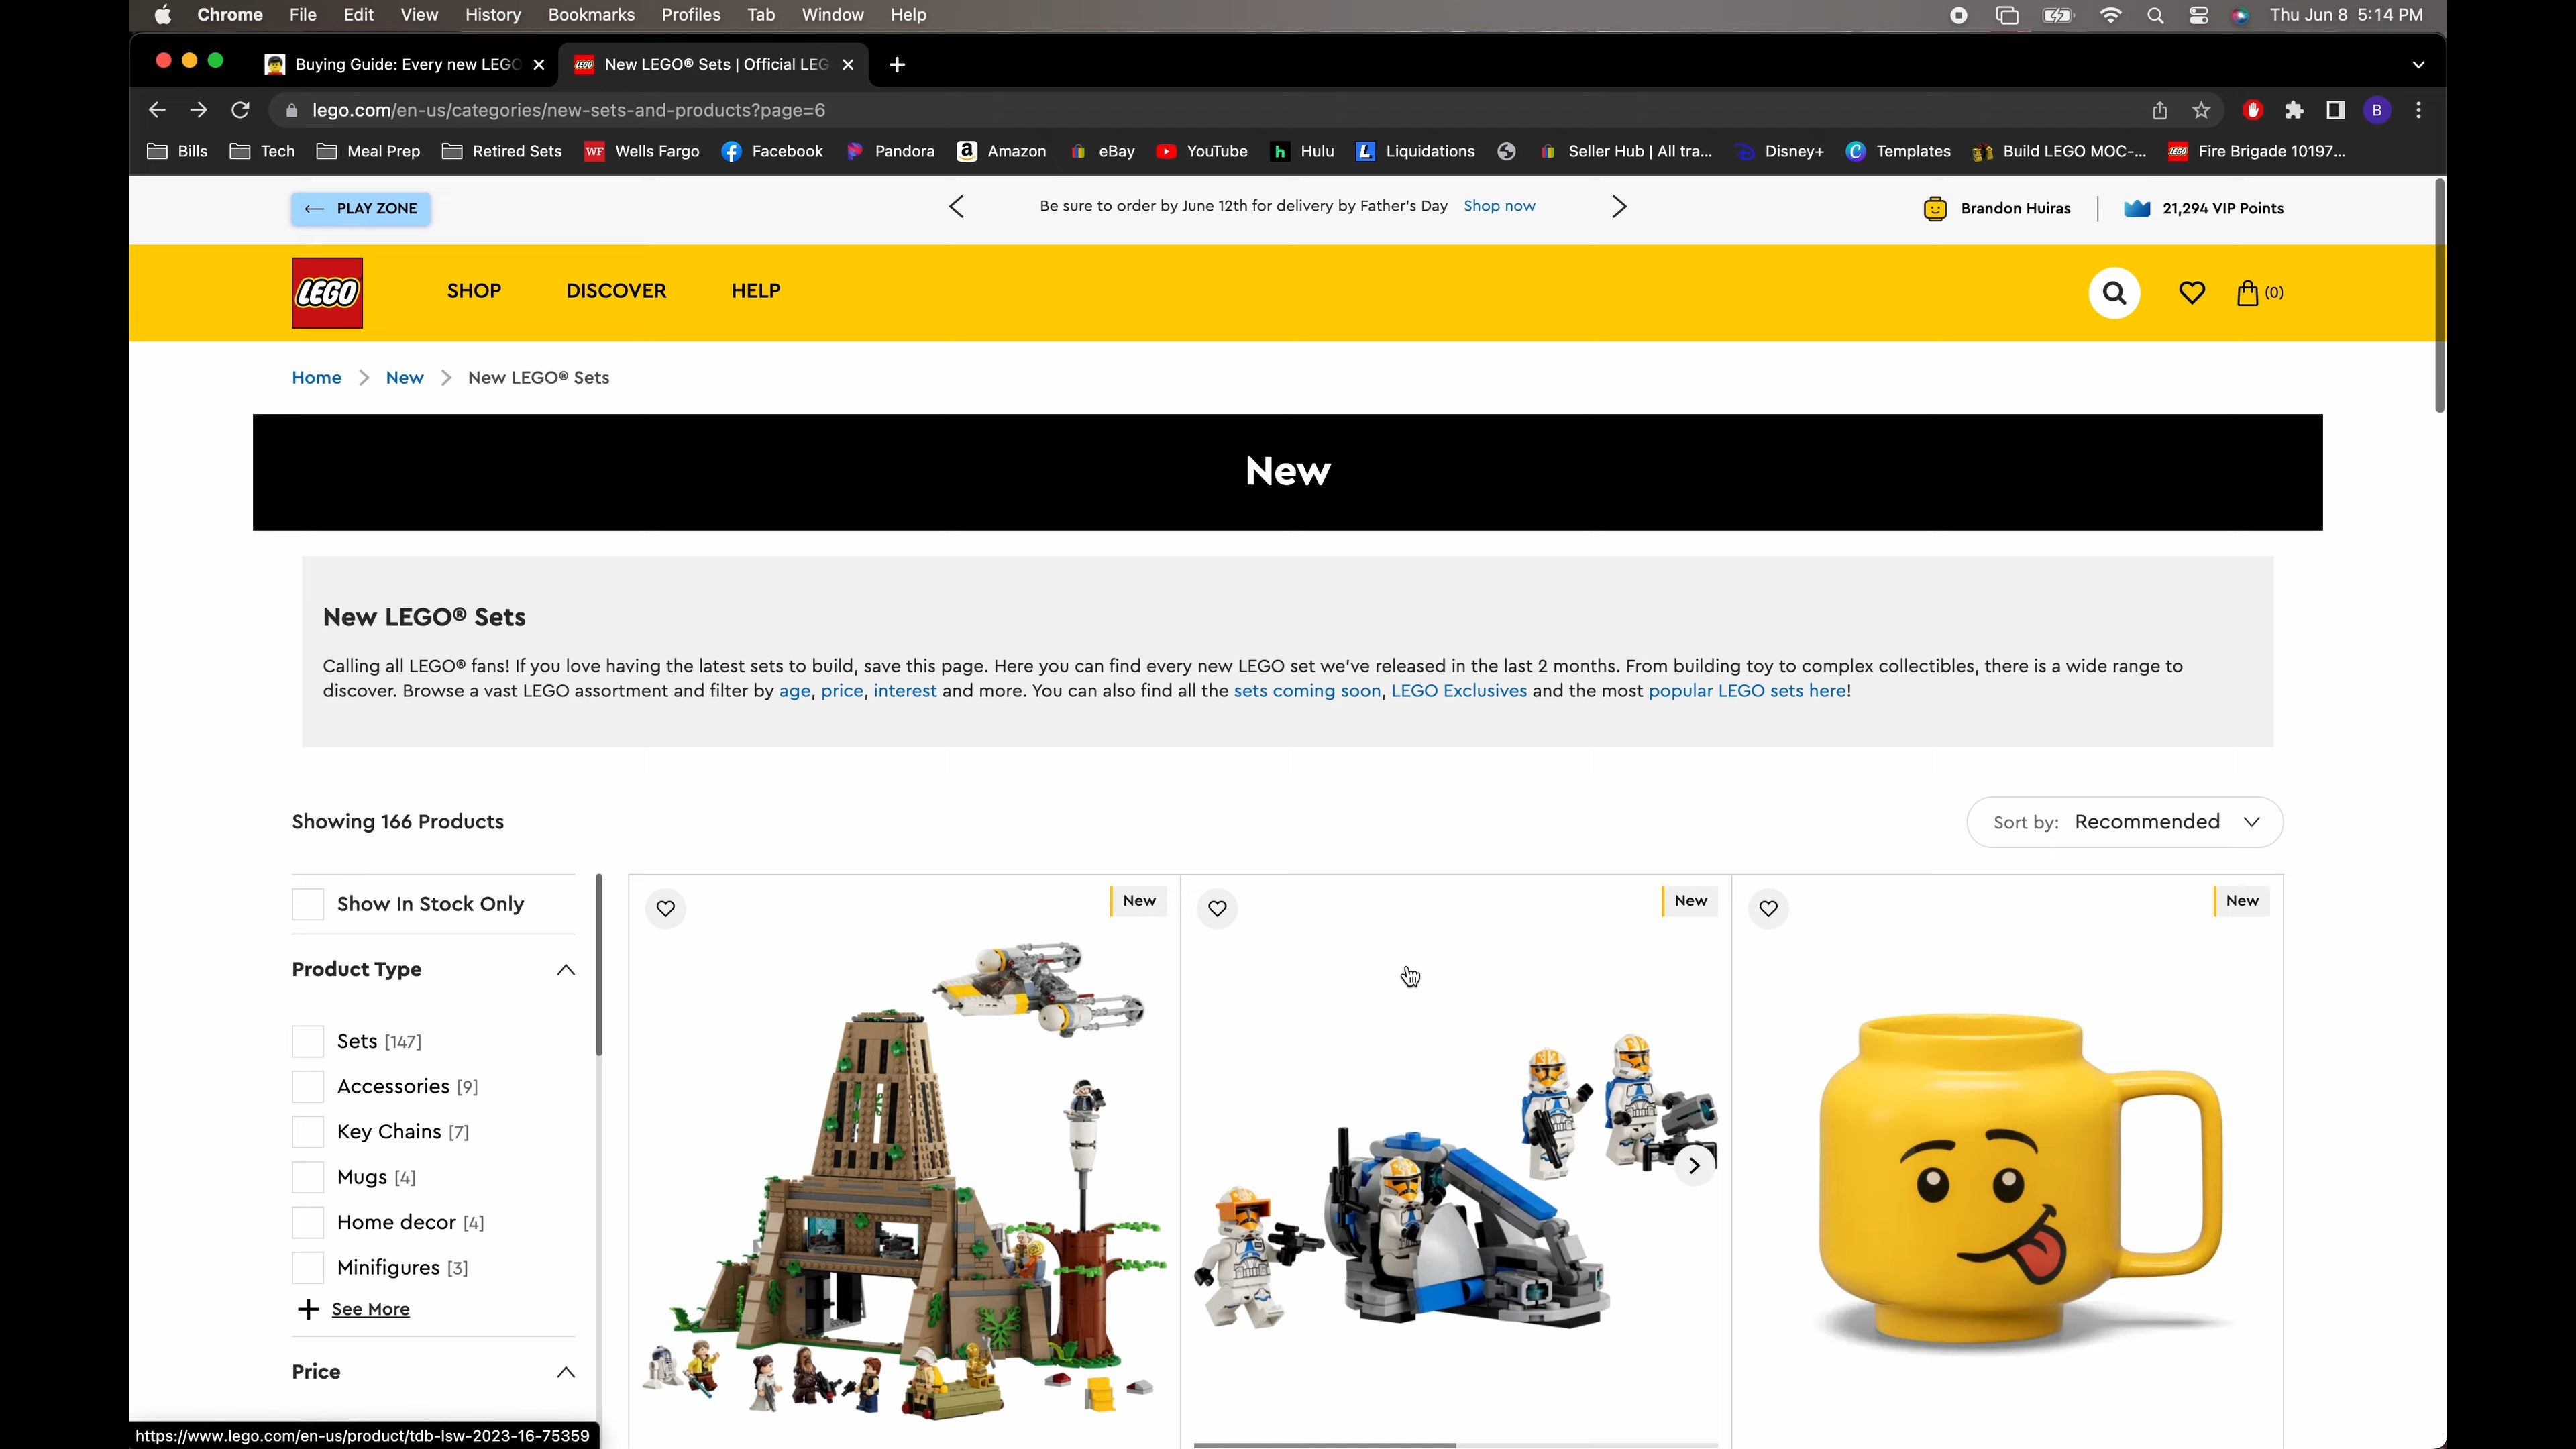 Chrome File Edit View History Bookmarks Profiles Tab Window Help Thu Jun 8 5:14 PM
Buying Guide: Every new LEGO New LEGO® Sets | Official LEG
lego.com/en-us/categories/new-sets-and-products?page=6 B
Bills Tech Meal Prep Retired Sets WF Wells Fargo Facebook Pandora Amazon eBay YouTube h Hulu L Liquidations Seller Hub | All tra... Disney+ C Templates Build LEGO MOC-... LEGO Fire Brigade 10197...
PLAY ZONE Be sure to order by June 12th for delivery by Father's Day Shop now Brandon Huiras 21,294 VIP Points
LEGO SHOP DISCOVER HELP (0)
Home New New LEGO® Sets
New
New LEGO® Sets
Calling all LEGO® fans! If you love having the latest sets to build, save this page. Here you can find every new LEGO set we've released in the last 2 months. From building toy to complex collectibles, there is a wide range to
discover. Browse a vast LEGO assortment and filter by age, price, interest and more. You can also find all the sets coming soon, LEGO Exclusives and the most popular LEGO sets here!
Showing 166 Products Sort by: Recommended
Show In Stock Only New New New
Product Type
Sets [147]
Accessories [9]
Key Chains [7]
Mugs [4]
Home decor [4]
Minifigures [3]
See More
Price
https://www.lego.com/en-us/product/tdb-lsw-2023-16-75359